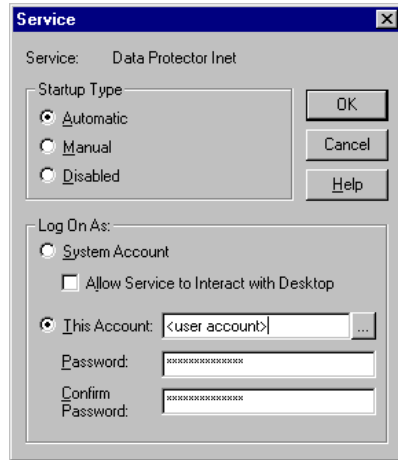 Service
Service: Data Protector Inet
Startup Type
Automatic
Manual
Disabled
OK
Cancel
Help
Log On As:
System Account
Allow Service to Interact with Desktop
This Account: <user account> ...
Password: **************
Confirm
Password: **************